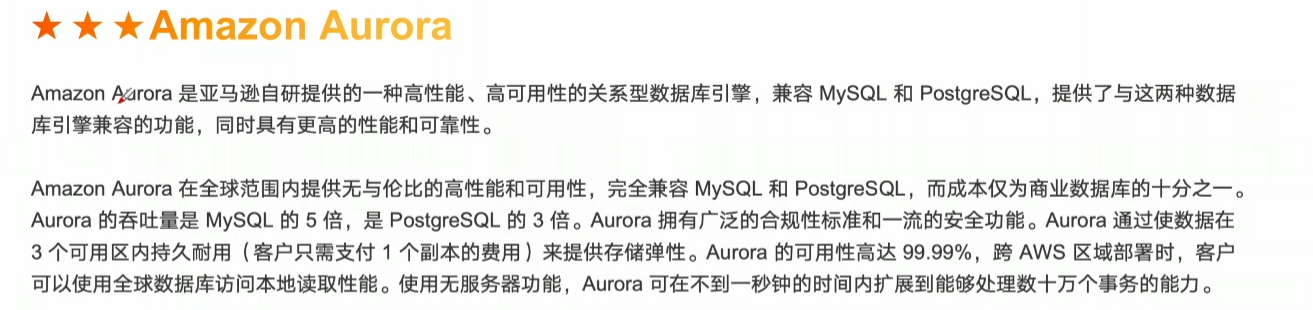 ★ ★ ★Amazon Aurora
Amazon Aurora 是亚马逊自研提供的一种高性能、高可用性的关系型数据库引擎，兼容 MySQL 和 PostgreSQL，提供了与这两种数据
库引擎兼容的功能，同时具有更高的性能和可靠性。
Amazon Aurora 在全球范围内提供无与伦比的高性能和可用性，完全兼容 MySQL 和 PostgreSQL，而成本仅为商业数据库的十分之一。
Aurora 的吞吐量是 MySQL 的 5 倍，是 PostgreSQL 的 3 倍。Aurora 拥有广泛的合规性标准和一流的安全功能。Aurora 通过使数据在
3 个可用区内持久耐用（客户只需支付 1 个副本的费用）来提供存储弹性。Aurora 的可用性高达 99.99%，跨 AWS 区域部署时，客户
可以使用全球数据库访问本地读取性能。使用无服务器功能，Aurora 可在不到一秒钟的时间内扩展到能够处理数十万个事务的能力。